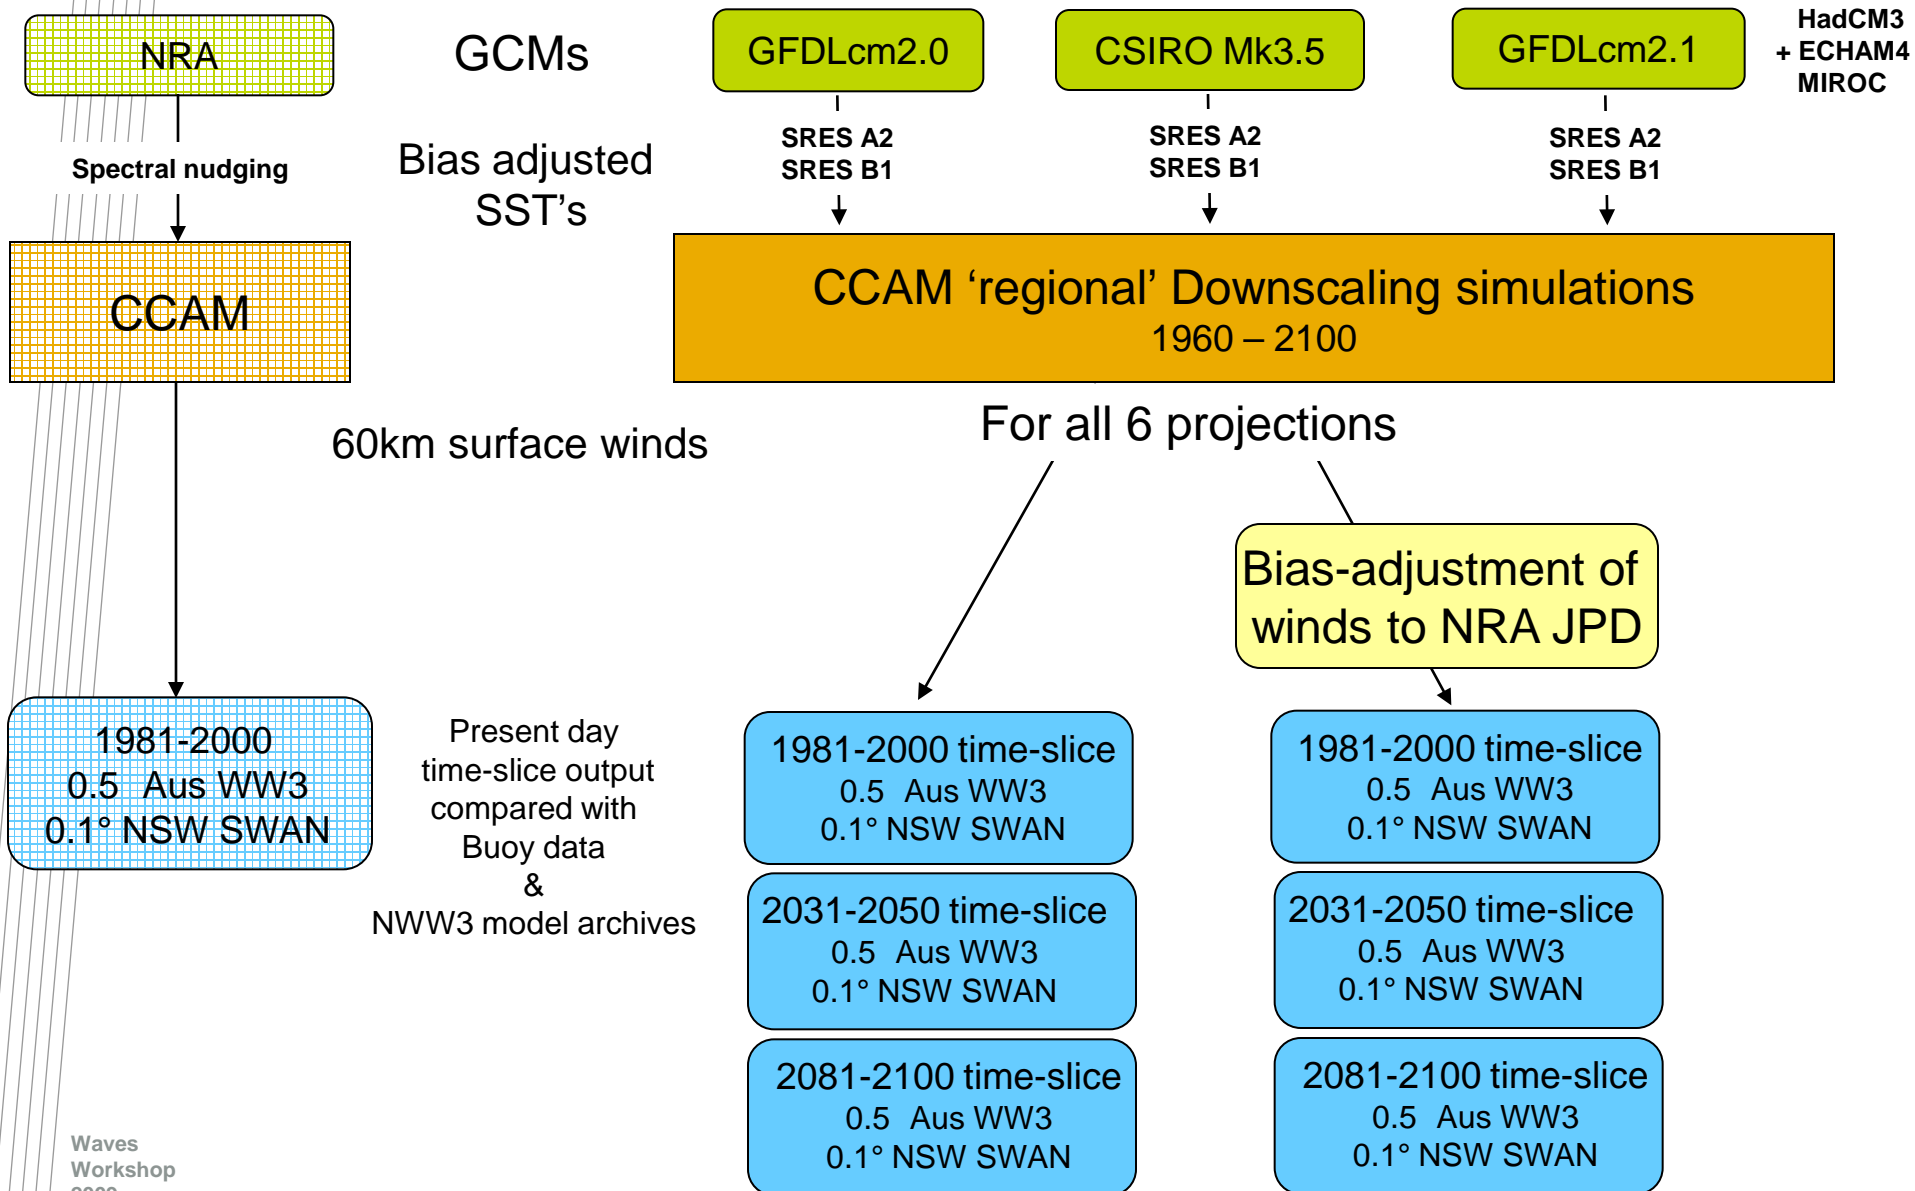 NRA
GCMs
GFDLcm2.0
CSIRO Mk3.5
GFDLcm2.1
HadCM3
+ ECHAM4
MIROC
Spectral nudging
Bias adjusted
SST’s
SRES A2
SRES B1
SRES A2
SRES B1
SRES A2
SRES B1
CCAM
CCAM ‘regional’ Downscaling simulations
1960 – 2100
60km surface winds
For all 6 projections
Bias-adjustment of
winds to NRA JPD
1981-2000
0.5 Aus WW3
0.1° NSW SWAN
Present day
time-slice output
compared with
Buoy data
&
NWW3 model archives
1981-2000 time-slice
0.5 Aus WW3
0.1° NSW SWAN
1981-2000 time-slice
0.5 Aus WW3
0.1° NSW SWAN
2031-2050 time-slice
0.5 Aus WW3
0.1° NSW SWAN
2031-2050 time-slice
0.5 Aus WW3
0.1° NSW SWAN
2081-2100 time-slice
0.5 Aus WW3
0.1° NSW SWAN
2081-2100 time-slice
0.5 Aus WW3
0.1° NSW SWAN
Waves
Workshop